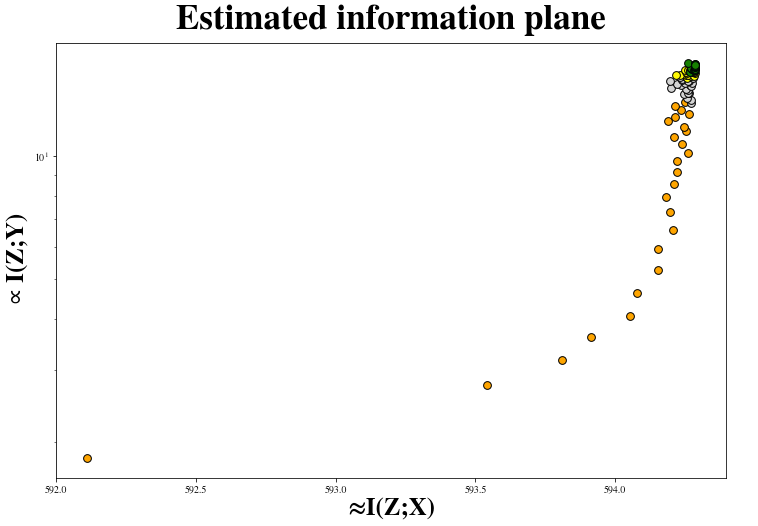 Estimated information plane
∝ I(Z;Y)
10¹
592.0 592.5 593.0 593.5 594.0
≈I(Z;X)